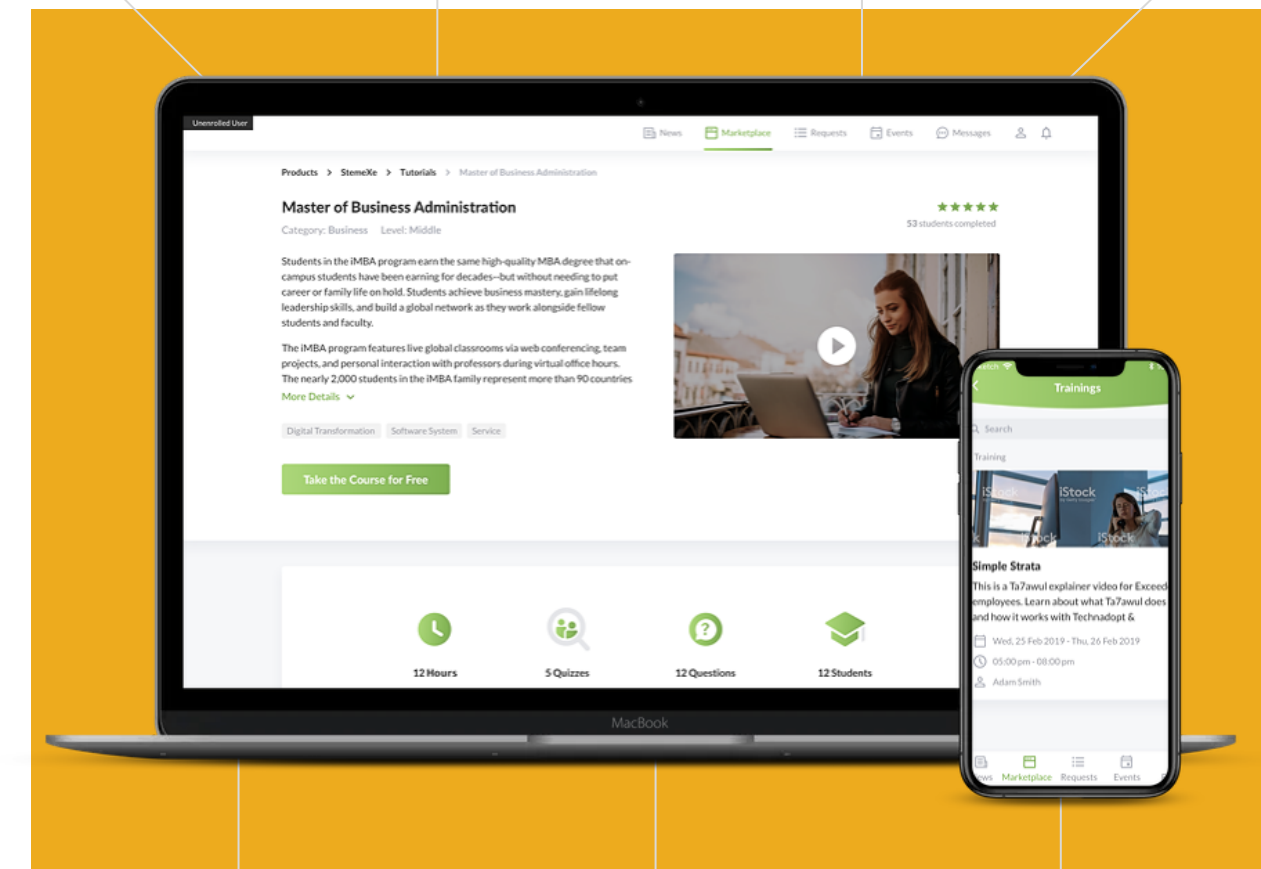 Unenrolled User
News
Marketplace
Requests
Events
Messages
Products > StemeXe > Tutorials > Master of Business Administration
Master of Business Administration
Category: Business Level: Middle
53 students completed
Students in the iMBA program earn the same high-quality MBA degree that on-
campus students have been earning for decades--but without needing to put
career or family life on hold. Students achieve business mastery, gain lifelong
leadership skills, and build a global network as they work alongside fellow
students and faculty.
The iMBA program features live global classrooms via web conferencing, team
projects, and personal interaction with professors during virtual office hours.
The nearly 2,000 students in the iMBA family represent more than 90 countries
More Details
Digital Transformation
Software System
Service
Take the Course for Free
12 Hours
5 Quizzes
12 Questions
12 Students
MacBook
Trainings
Search
Training
iStock
iStock
iStock
iStock
Simple Strata
This is a Ta7awul explainer video for Exceed
employees. Learn about what Ta7awul does
and how it works with Technadopt &
Wed, 25 Feb 2019 - Thu, 26 Feb 2019
05:00 pm - 08:00 pm
Adam Smith
ews
Marketplace
Requests
Events